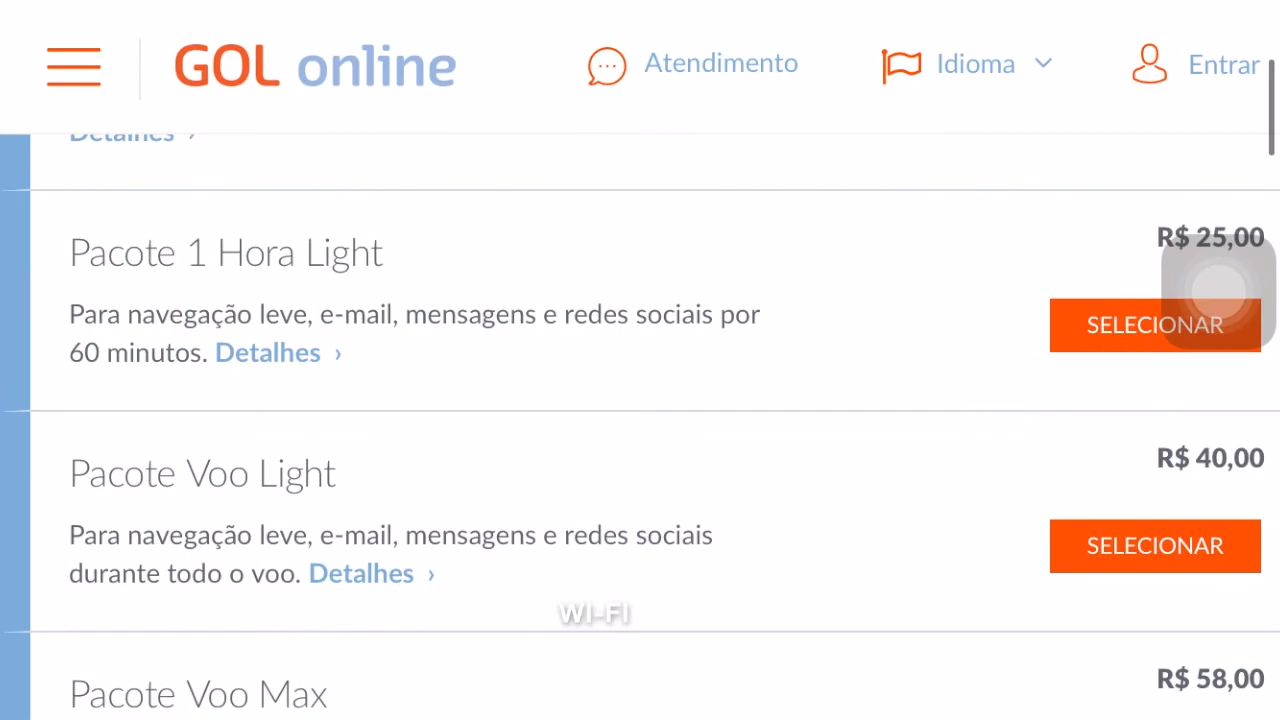 GOL online
Atendimento
Idioma
Entrar
Detalhes ›
Pacote 1 Hora Light
R$ 25,00
Para navegação leve, e-mail, mensagens e redes sociais por
60 minutos. Detalhes ›
SELECIONAR
Pacote Voo Light
R$ 40,00
Para navegação leve, e-mail, mensagens e redes sociais
durante todo o voo. Detalhes ›
SELECIONAR
WI-FI
Pacote Voo Max
R$ 58,00